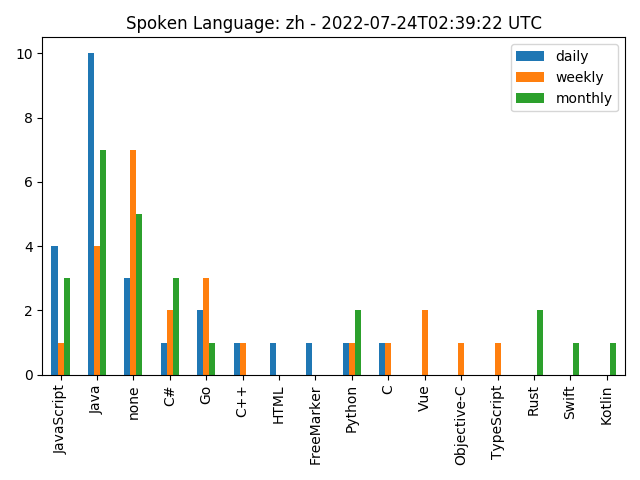 Spoken Language: zh - 2022-07-24T02:39:22 UTC
daily
weekly
monthly
10
8
6
4
2
0
JavaScript
Java
none
C#
Go
C++
HTML
FreeMarker
Python
C
Vue
Objective-C
TypeScript
Rust
Swift
Kotlin